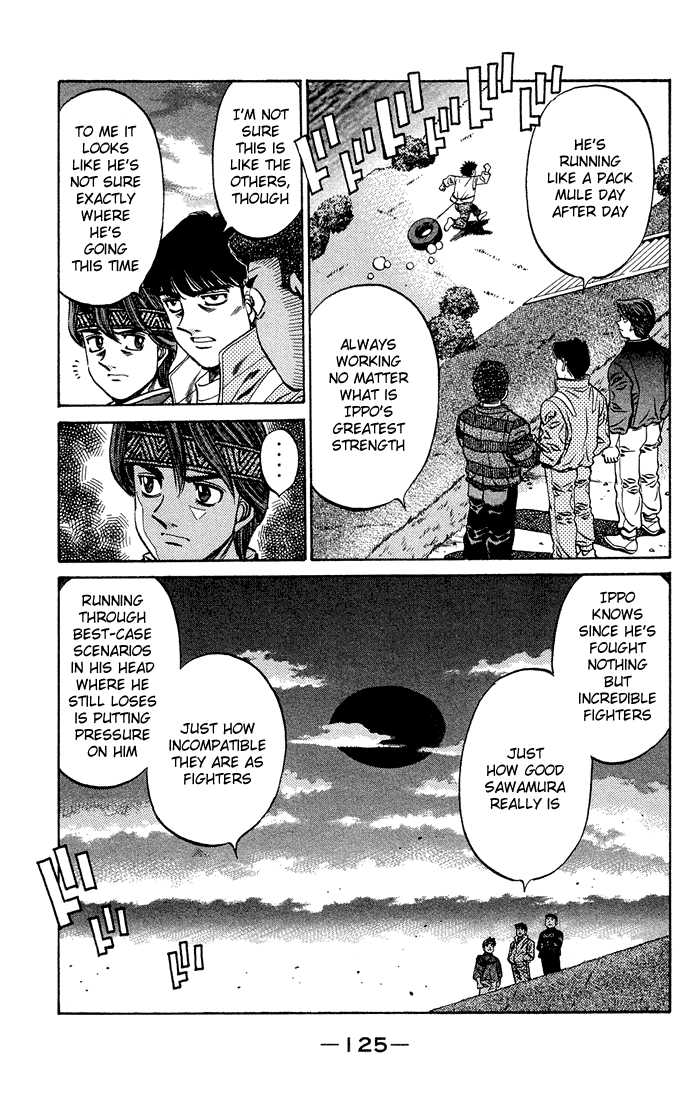 HE'S
RUNNING
LIKE A PACK
MULE DAY
AFTER DAY
ALWAYS
WORKING
NO MATTER
WHAT IS
IPPO'S
GREATEST
STRENGTH
I'M NOT
SURE
THIS IS
LIKE THE
OTHERS,
THOUGH
TO ME IT
LOOKS
LIKE HE'S
NOT SURE
EXACTLY
WHERE
HE'S
GOING
THIS TIME
....
IPPO
KNOWS
SINCE HE'S
FOUGHT
NOTHING
BUT
INCREDIBLE
FIGHTERS
JUST
HOW GOOD
SAWAMURA
REALLY IS
JUST HOW
INCOMPATIBLE
THEY ARE AS
FIGHTERS
RUNNING
THROUGH
BEST-CASE
SCENARIOS
IN HIS HEAD
WHERE HE
STILL LOSES
IS PUTTING
PRESSURE
ON HIM
ドドド
—125—